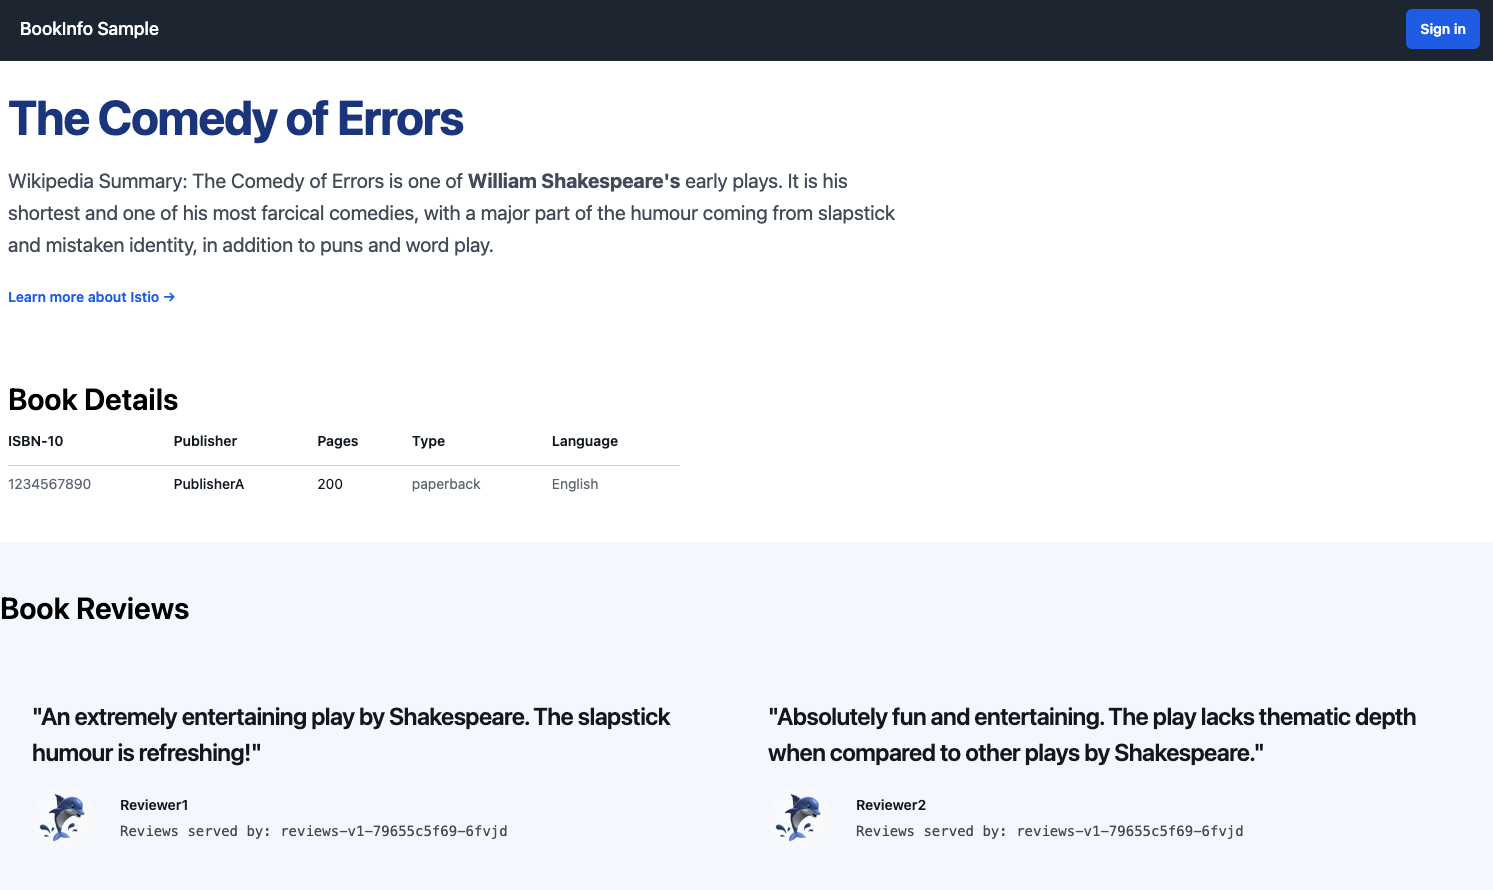 BookInfo Sample
Sign in
The Comedy of Errors
Wikipedia Summary: The Comedy of Errors is one of William Shakespeare's early plays. It is his
shortest and one of his most farcical comedies, with a major part of the humour coming from slapstick
and mistaken identity, in addition to puns and word play.
Learn more about Istio →
Book Details
ISBN-10 Publisher Pages Type Language
1234567890 PublisherA 200 paperback English
Book Reviews
"An extremely entertaining play by Shakespeare. The slapstick
humour is refreshing!"
Reviewer1
Reviews served by: reviews-v1-79655c5f69-6fvjd
"Absolutely fun and entertaining. The play lacks thematic depth
when compared to other plays by Shakespeare."
Reviewer2
Reviews served by: reviews-v1-79655c5f69-6fvjd